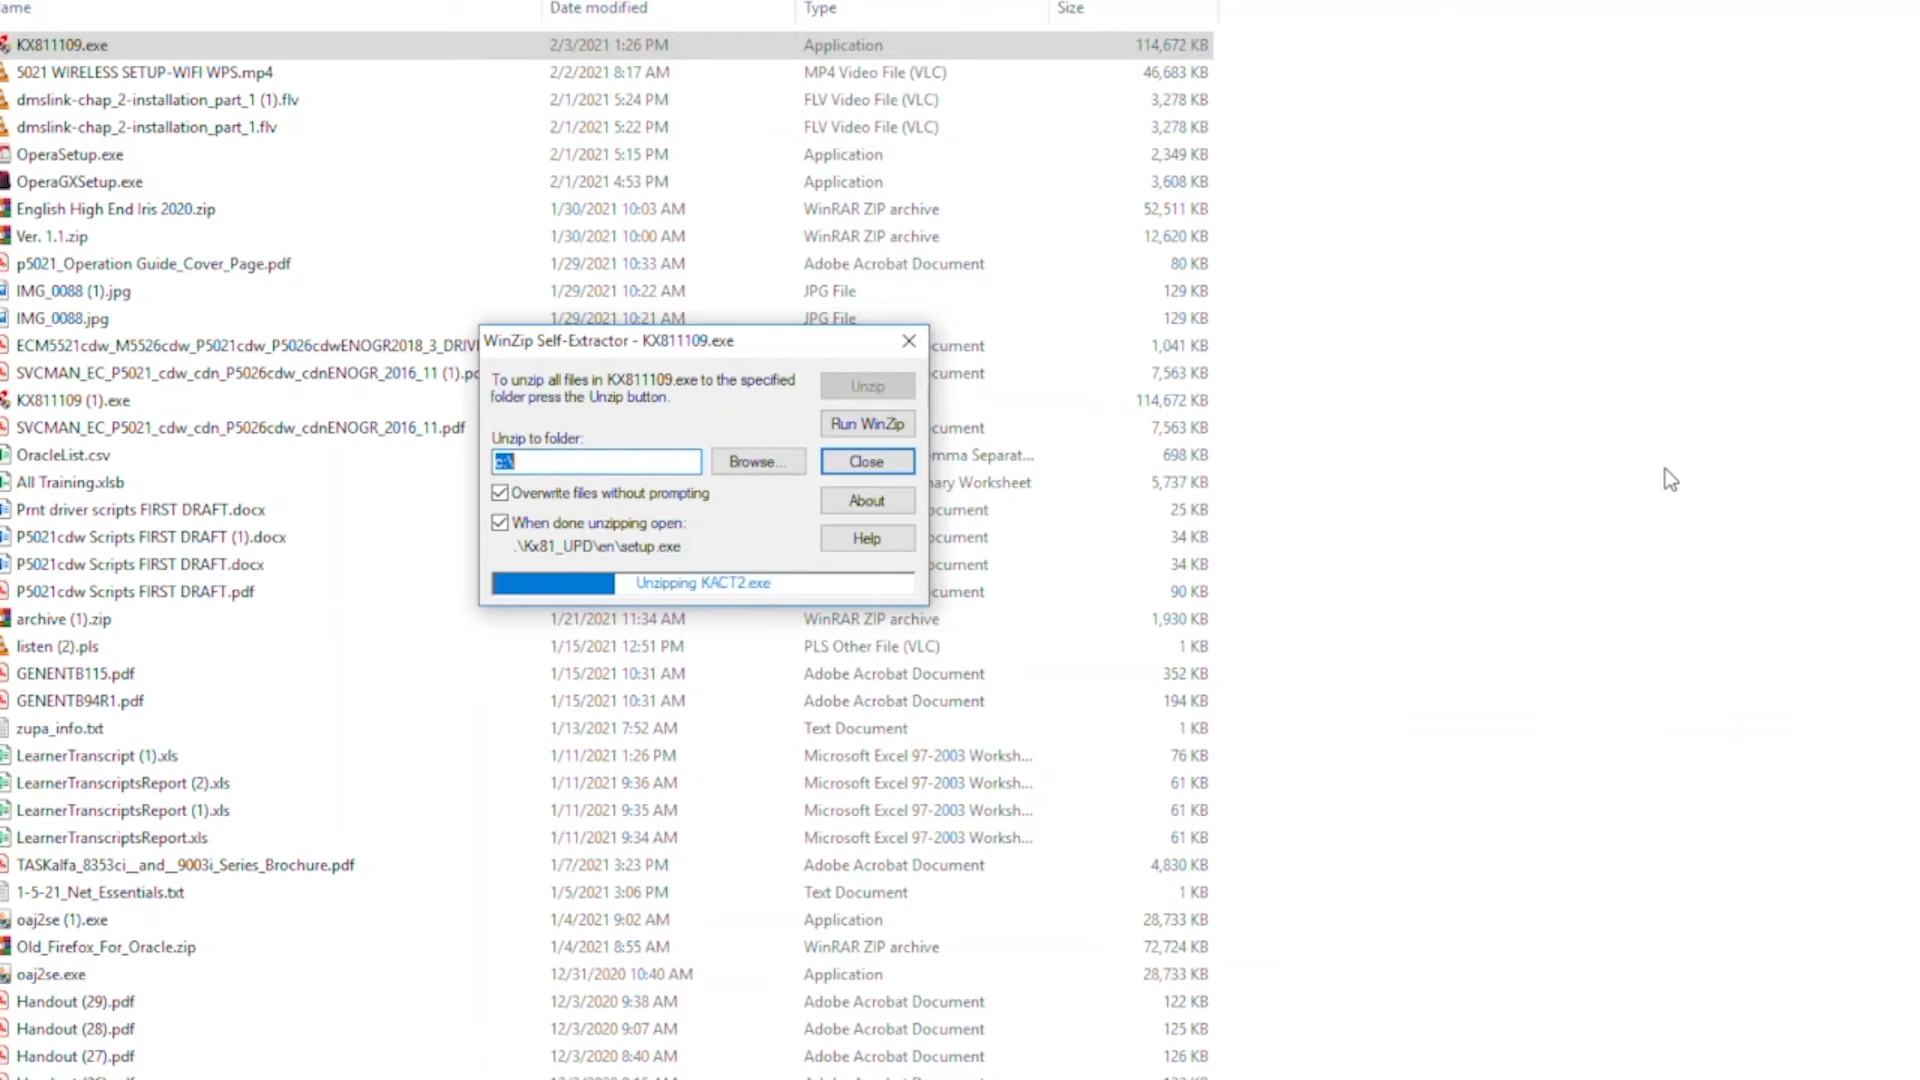 ame Date modified Type Size
KX811109.exe 2/3/2021 1:26 PM Application 114,672 KB
5021 WIRELESS SETUP-WIFI WPS.mp4 2/2/2021 8:17 AM MP4 Video File (VLC) 46,683 KB
dmslink-chap_2-installation_part_1 (1).flv 2/1/2021 5:24 PM FLV Video File (VLC) 3,278 KB
dmslink-chap_2-installation_part_1.flv 2/1/2021 5:22 PM FLV Video File (VLC) 3,278 KB
OperaSetup.exe 2/1/2021 5:15 PM Application 2,349 KB
OperaGXSetup.exe 2/1/2021 4:53 PM Application 3,608 KB
English High End Iris 2020.zip 1/30/2021 10:03 AM WinRAR ZIP archive 52,511 KB
Ver. 1.1.zip 1/30/2021 10:00 AM WinRAR ZIP archive 12,620 KB
p5021_Operation Guide_Cover_Page.pdf 1/29/2021 10:33 AM Adobe Acrobat Document 80 KB
IMG_0088 (1).jpg 1/29/2021 10:22 AM JPG File 129 KB
IMG_0088.jpg 1/29/2021 10:21 AM JPG File 129 KB
ECM5521cdw_M5526cdw_P5021cdw_P5026cdwENOGR2018_3_DRIV cument 1,041 KB
SVCMAN_EC_P5021_cdw_cdn_P5026cdw_cdnENOGR_2016_11 (1).pd cument 7,563 KB
KX811109 (1).exe 114,672 KB
SVCMAN_EC_P5021_cdw_cdn_P5026cdw_cdnENOGR_2016_11.pdf cument 7,563 KB
OracleList.csv mma Separat... 698 KB
All Training.xlsb nary Worksheet 5,737 KB
Prnt driver scripts FIRST DRAFT.docx ocument 25 KB
P5021cdw Scripts FIRST DRAFT (1).docx ocument 34 KB
P5021cdw Scripts FIRST DRAFT.docx ocument 34 KB
P5021cdw Scripts FIRST DRAFT.pdf cument 90 KB
WinZip Self-Extractor - KX811109.exe
To unzip all files in KX811109.exe to the specified
folder press the Unzip button.
Unzip
Run WinZip
Unzip to folder:
c:\ Browse... Close
Overwrite files without prompting
About
When done unzipping open:
.\Kx81_UPD\en\setup.exe
Help
Unzipping KACT2.exe
archive (1).zip 1/21/2021 11:34 AM WinRAR ZIP archive 1,930 KB
listen (2).pls 1/15/2021 12:51 PM PLS Other File (VLC) 1 KB
GENENTB115.pdf 1/15/2021 10:31 AM Adobe Acrobat Document 352 KB
GENENTB94R1.pdf 1/15/2021 10:31 AM Adobe Acrobat Document 194 KB
zupa_info.txt 1/13/2021 7:52 AM Text Document 1 KB
LearnerTranscript (1).xls 1/11/2021 1:26 PM Microsoft Excel 97-2003 Worksh... 76 KB
LearnerTranscriptsReport (2).xls 1/11/2021 9:36 AM Microsoft Excel 97-2003 Worksh... 61 KB
LearnerTranscriptsReport (1).xls 1/11/2021 9:35 AM Microsoft Excel 97-2003 Worksh... 61 KB
LearnerTranscriptsReport.xls 1/11/2021 9:34 AM Microsoft Excel 97-2003 Worksh... 61 KB
TASKalfa_8353ci__and__9003i_Series_Brochure.pdf 1/7/2021 3:23 PM Adobe Acrobat Document 4,830 KB
1-5-21_Net_Essentials.txt 1/5/2021 3:06 PM Text Document 1 KB
oaj2se (1).exe 1/4/2021 9:02 AM Application 28,733 KB
Old_Firefox_For_Oracle.zip 1/4/2021 8:55 AM WinRAR ZIP archive 72,724 KB
oaj2se.exe 12/31/2020 10:40 AM Application 28,733 KB
Handout (29).pdf 12/3/2020 9:38 AM Adobe Acrobat Document 122 KB
Handout (28).pdf 12/3/2020 9:07 AM Adobe Acrobat Document 125 KB
Handout (27).pdf 12/3/2020 8:40 AM Adobe Acrobat Document 126 KB